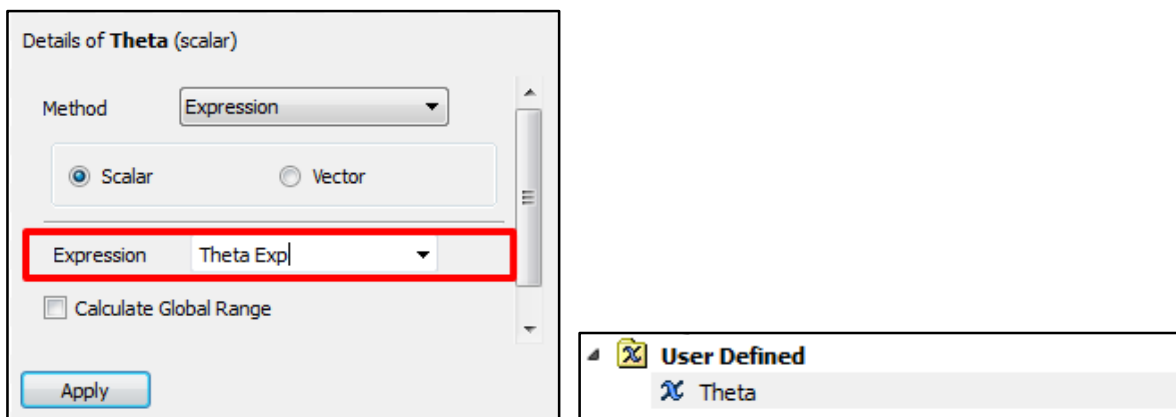 Details of Theta (scalar)
Method Expression
Scalar Vector
Expression Theta Exp
Calculate Global Range
Apply
User Defined
Theta